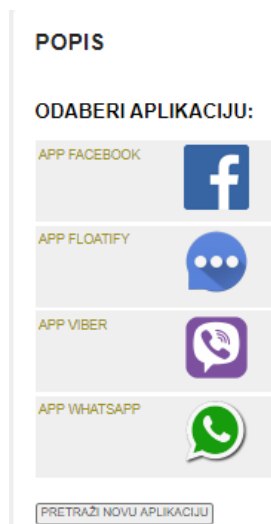 POPIS
ODABERI APLIKACIJU:
APP FACEBOOK
APP FLOATIFY
APP VIBER
APP WHATSAPP
PRETRAŽI NOVU APLIKACIJU